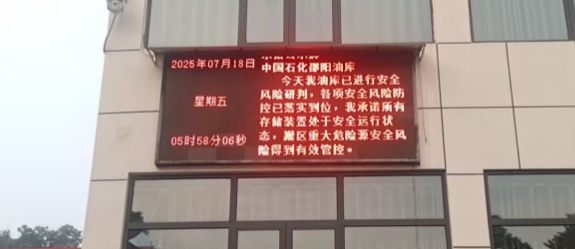 2025年07月18日
星期五
05时58分06秒
中国石化邵阳油库
今天我油库已进行安全
风险研判，各项安全风险防
控已落实到位，我承诺所有
存储装置处于安全运行状
态，罐区重大危险源安全风
险得到有效管控。